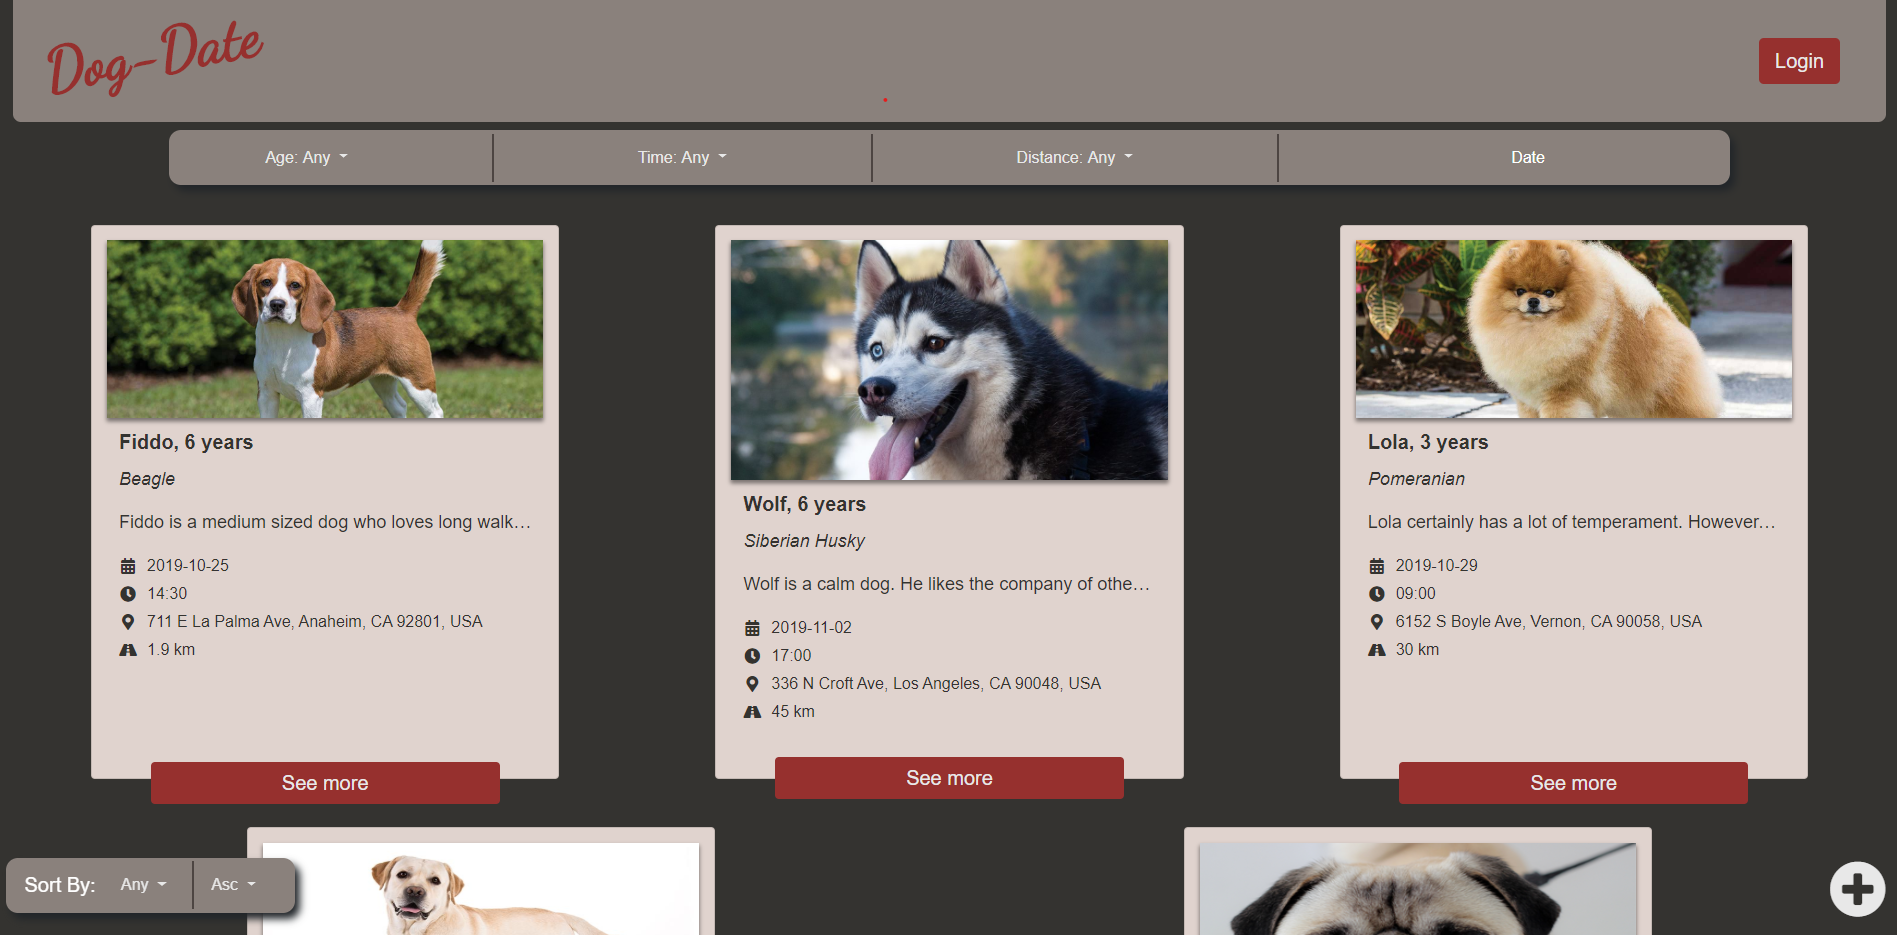 Dog-Date
Login
Age: Any
Time: Any
Distance: Any
Date
Fiddo, 6 years
Beagle
Fiddo is a medium sized dog who loves long walk…
2019-10-25
14:30
711 E La Palma Ave, Anaheim, CA 92801, USA
1.9 km
See more
Wolf, 6 years
Siberian Husky
Wolf is a calm dog. He likes the company of othe…
2019-11-02
17:00
336 N Croft Ave, Los Angeles, CA 90048, USA
45 km
See more
Lola, 3 years
Pomeranian
Lola certainly has a lot of temperament. However…
2019-10-29
09:00
6152 S Boyle Ave, Vernon, CA 90058, USA
30 km
See more
Sort By: Any Asc